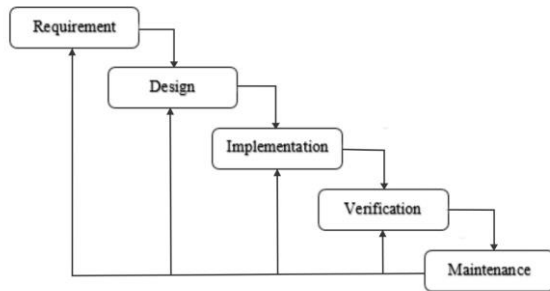 Requirement
Design
Implementation
Verification
Maintenance